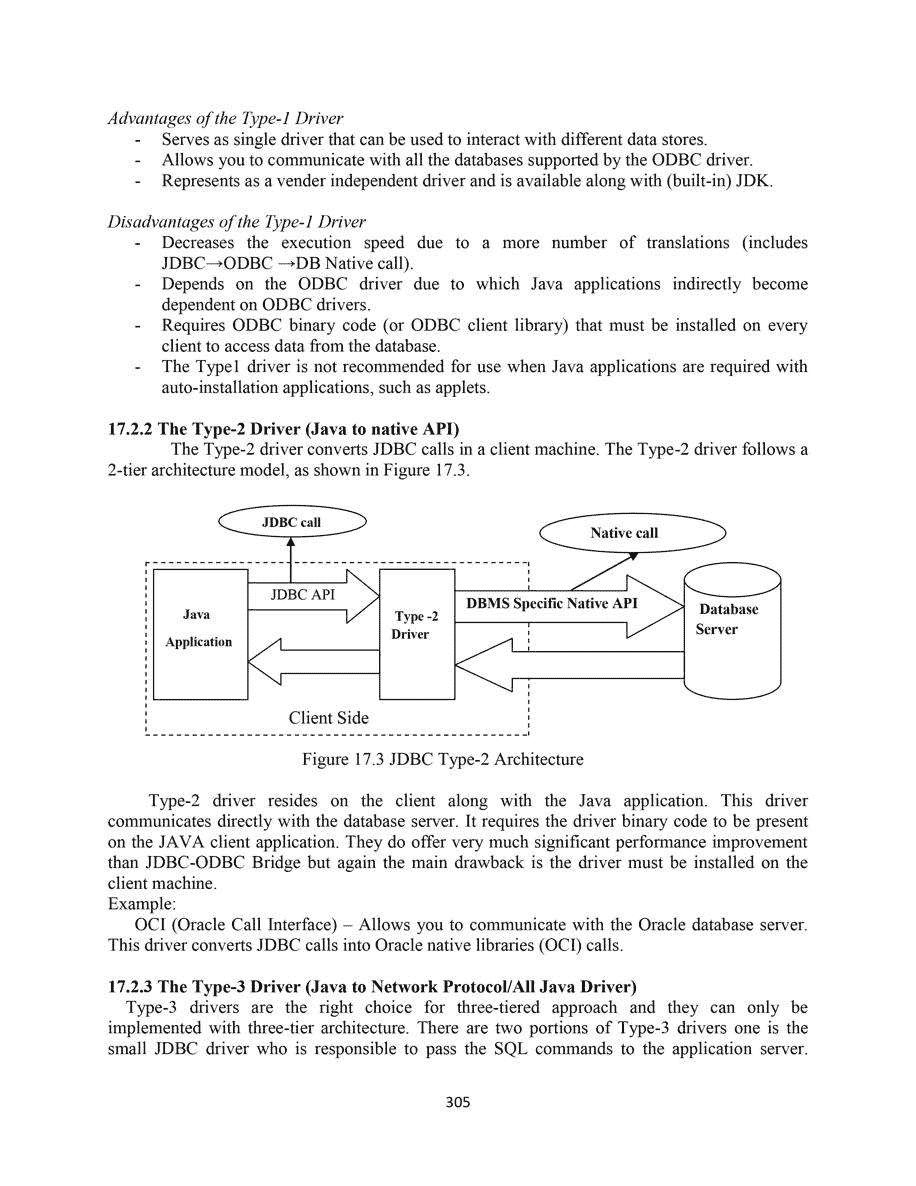 Advantages of the Type-1 Driver
- Serves as single driver that can be used to interact with different data stores.
- Allows you to communicate with all the databases supported by the ODBC driver.
- Represents as a vender independent driver and is available along with (built-in) JDK.
Disadvantages of the Type-1 Driver
- Decreases the execution speed due to a more number of translations (includes
JDBC→ODBC →DB Native call).
- Depends on the ODBC driver due to which Java applications indirectly become
dependent on ODBC drivers.
- Requires ODBC binary code (or ODBC client library) that must be installed on every
client to access data from the database.
- The Type1 driver is not recommended for use when Java applications are required with
auto-installation applications, such as applets.
17.2.2 The Type-2 Driver (Java to native API)
The Type-2 driver converts JDBC calls in a client machine. The Type-2 driver follows a
2-tier architecture model, as shown in Figure 17.3.
JDBC call
Native call
JDBC API
DBMS Specific Native API
Java
Application
Type -2
Driver
Database
Server
Client Side
Figure 17.3 JDBC Type-2 Architecture
Type-2 driver resides on the client along with the Java application. This driver
communicates directly with the database server. It requires the driver binary code to be present
on the JAVA client application. They do offer very much significant performance improvement
than JDBC-ODBC Bridge but again the main drawback is the driver must be installed on the
client machine.
Example:
OCI (Oracle Call Interface) – Allows you to communicate with the Oracle database server.
This driver converts JDBC calls into Oracle native libraries (OCI) calls.
17.2.3 The Type-3 Driver (Java to Network Protocol/All Java Driver)
Type-3 drivers are the right choice for three-tiered approach and they can only be
implemented with three-tier architecture. There are two portions of Type-3 drivers one is the
small JDBC driver who is responsible to pass the SQL commands to the application server.
305